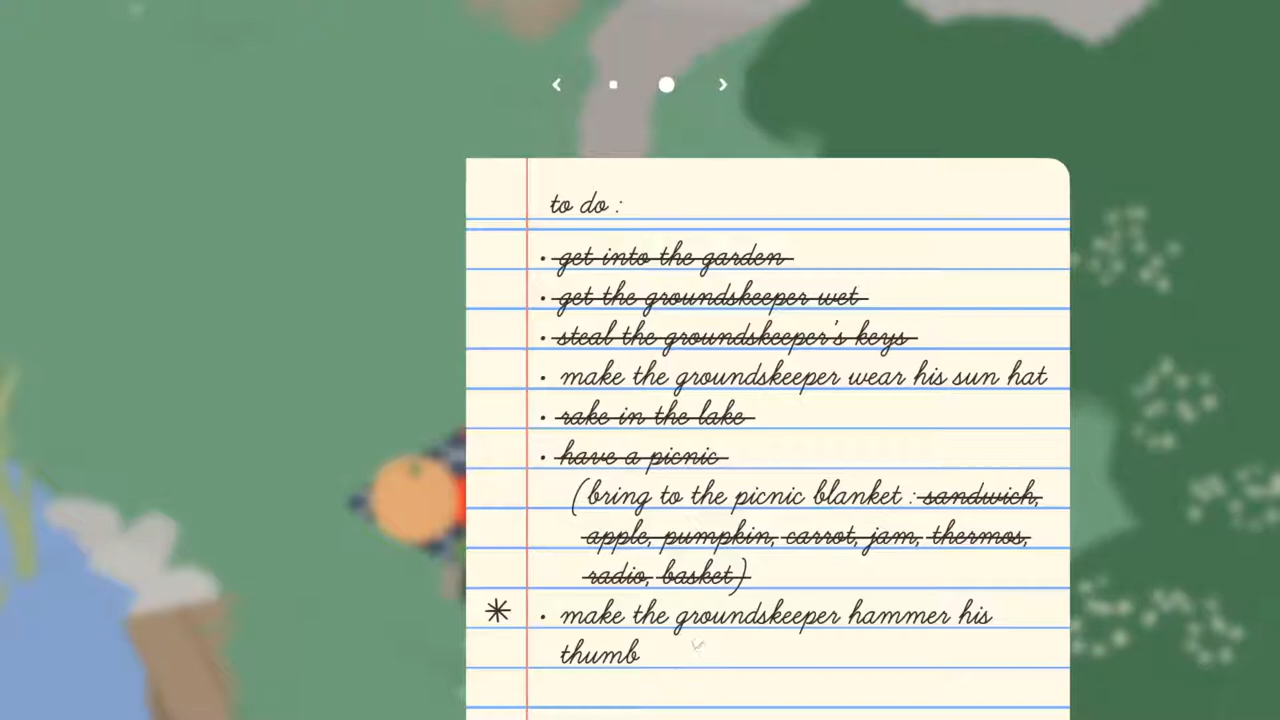 to do :
• get into the garden
• get the groundskeeper wet
• steal the groundskeeper's keys
• make the groundskeeper wear his sun hat
• rake in the lake
• have a picnic
(bring to the picnic blanket : sandwich,
apple, pumpkin, carrot, jam, thermos,
radio, basket)
• make the groundskeeper hammer his
thumb